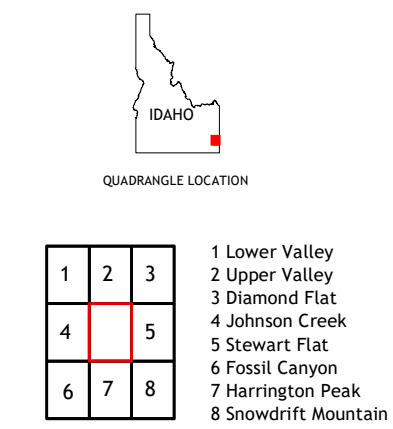 IDAHO
QUADRANGLE LOCATION
1 2 3
4 5
6 7 8
1 Lower Valley
2 Upper Valley
3 Diamond Flat
4 Johnson Creek
5 Stewart Flat
6 Fossil Canyon
7 Harrington Peak
8 Snowdrift Mountain